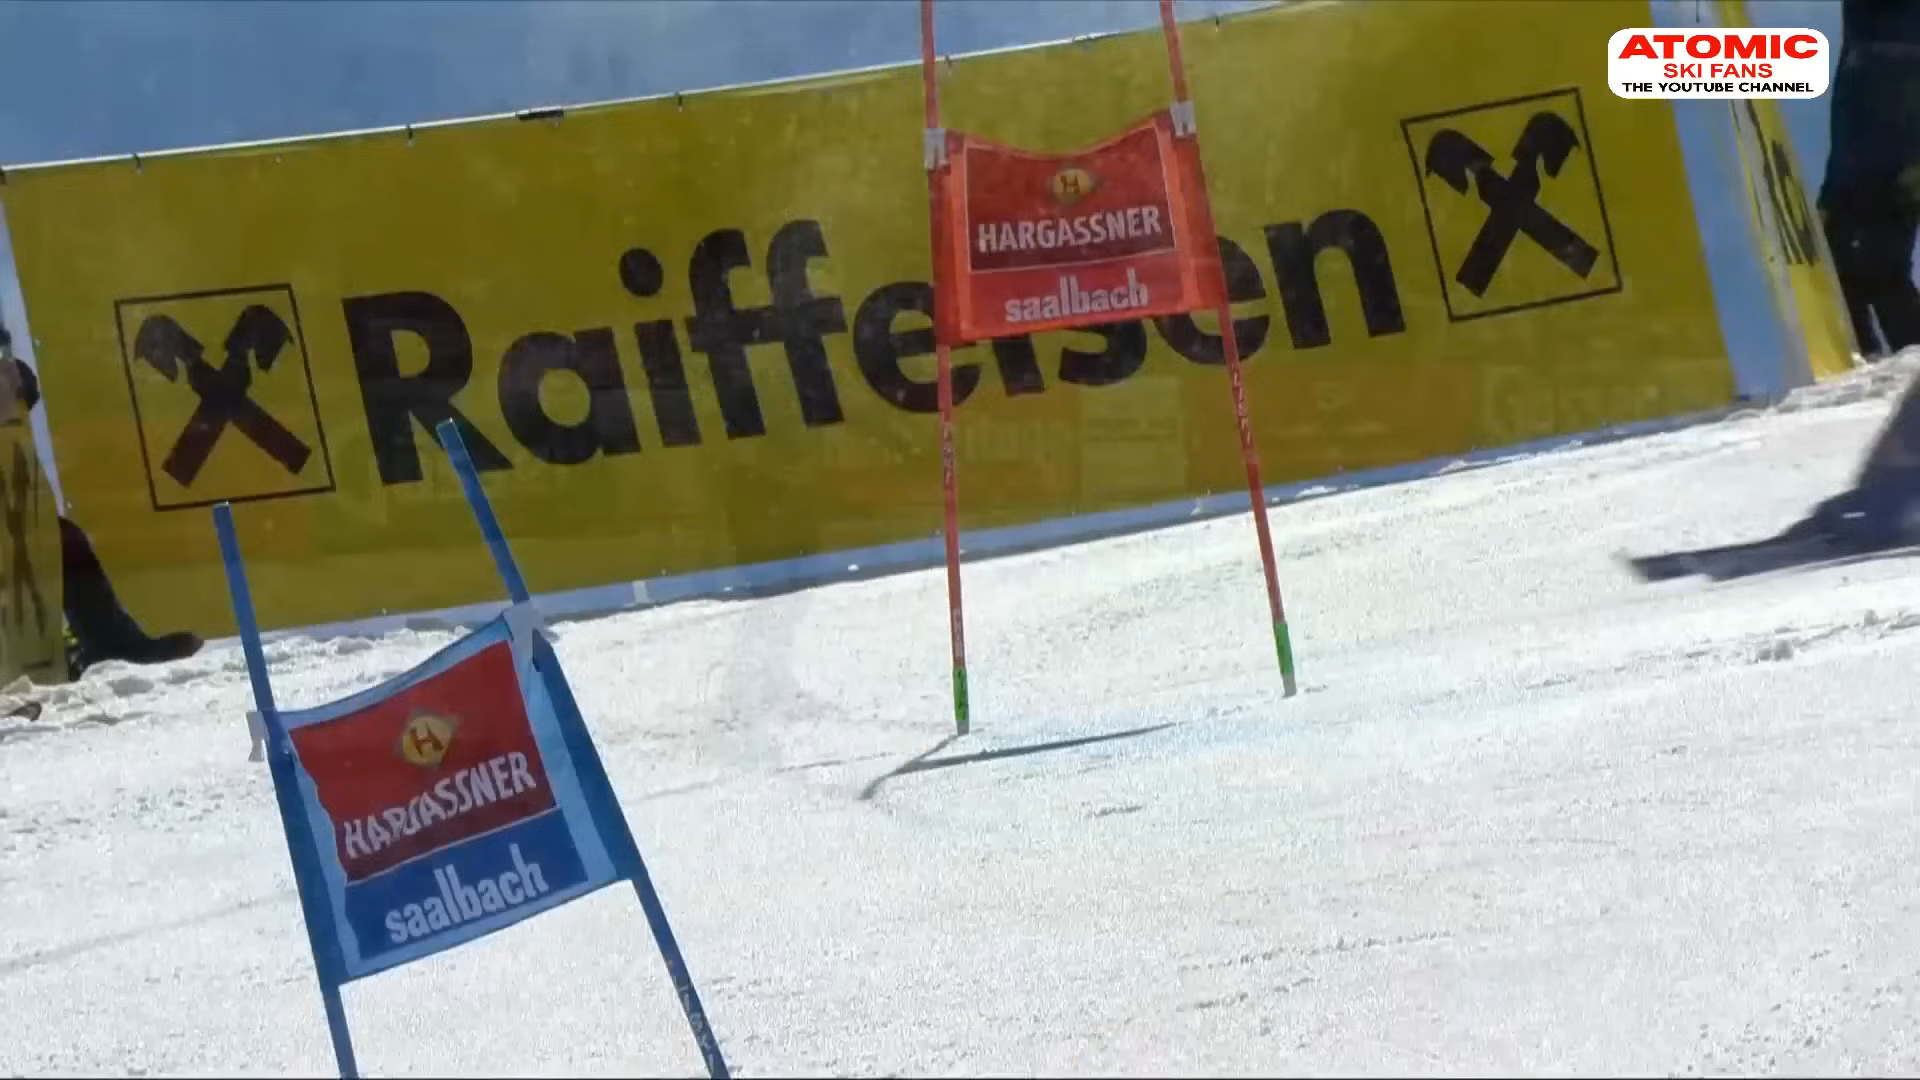 ATOMIC
SKI FANS
THE YOUTUBE CHANNEL
Raiffeisen
HARGASSNER
saalbach
HARGASSNER
saalbach